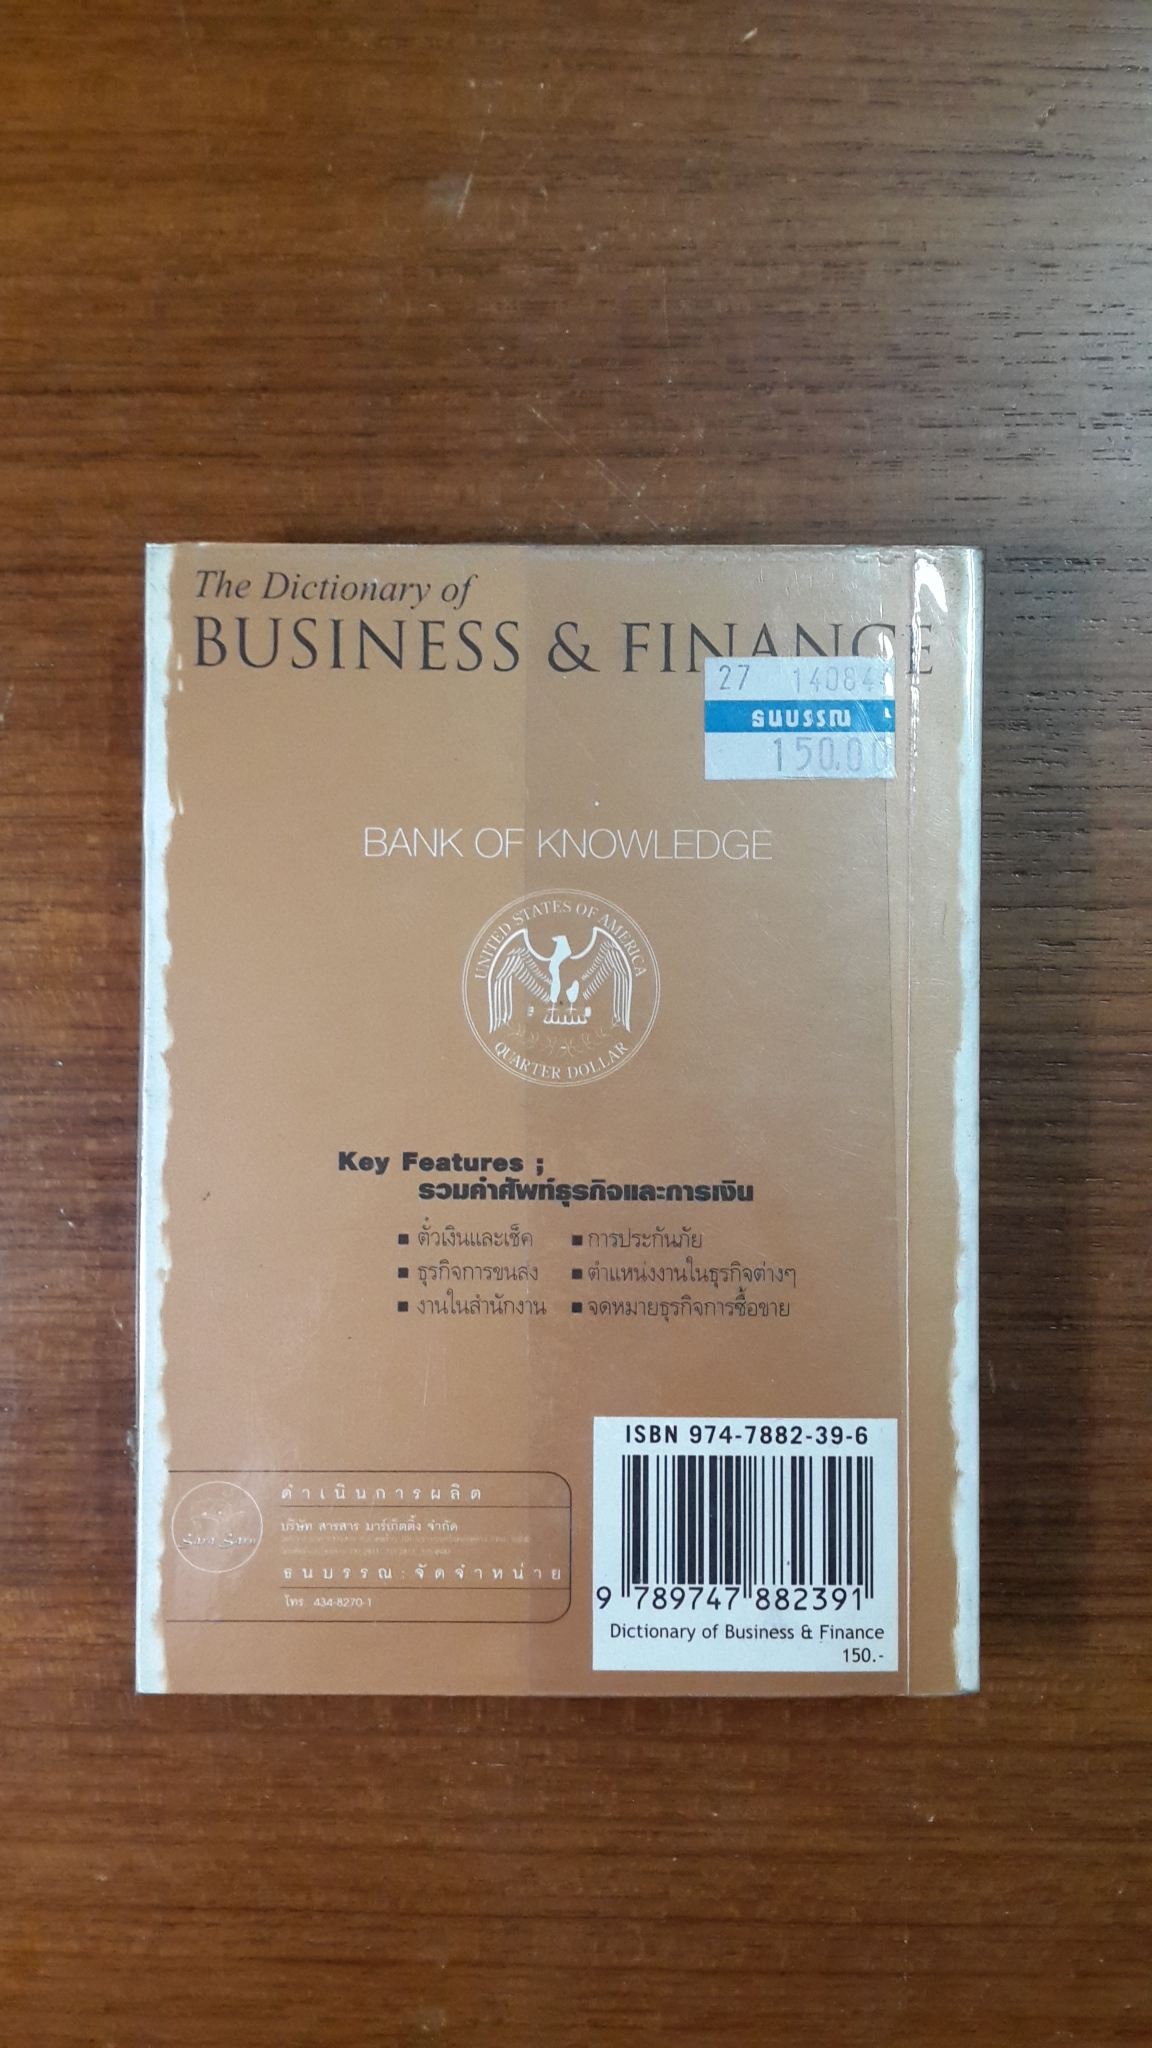 The Dictionary of
BUSINESS & FINANCE
27 14084
ธนบรรณ
150.00
BANK OF KNOWLEDGE
UNITED STATES OF AMERICA
QUARTER DOLLAR
Key Features ;
รวมคำศัพท์ธุรกิจและการเงิน
■ ตั๋วเงินและเช็ค ■ การประกันภัย
■ ธุรกิจการขนส่ง ■ ตำแหน่งงานในธุรกิจต่างๆ
■ งานในสำนักงาน ■ จดหมายธุรกิจการซื้อขาย
ISBN 974-7882-39-6
9 789747 882391
Dictionary of Business & Finance
150.-
Sara Sarn
ดำเนินการผลิต
บริษัท สารสาร มาร์เก็ตติ้ง จำกัด
ธนบรรณ : จัดจำหน่าย
โทร. 434-8270-1